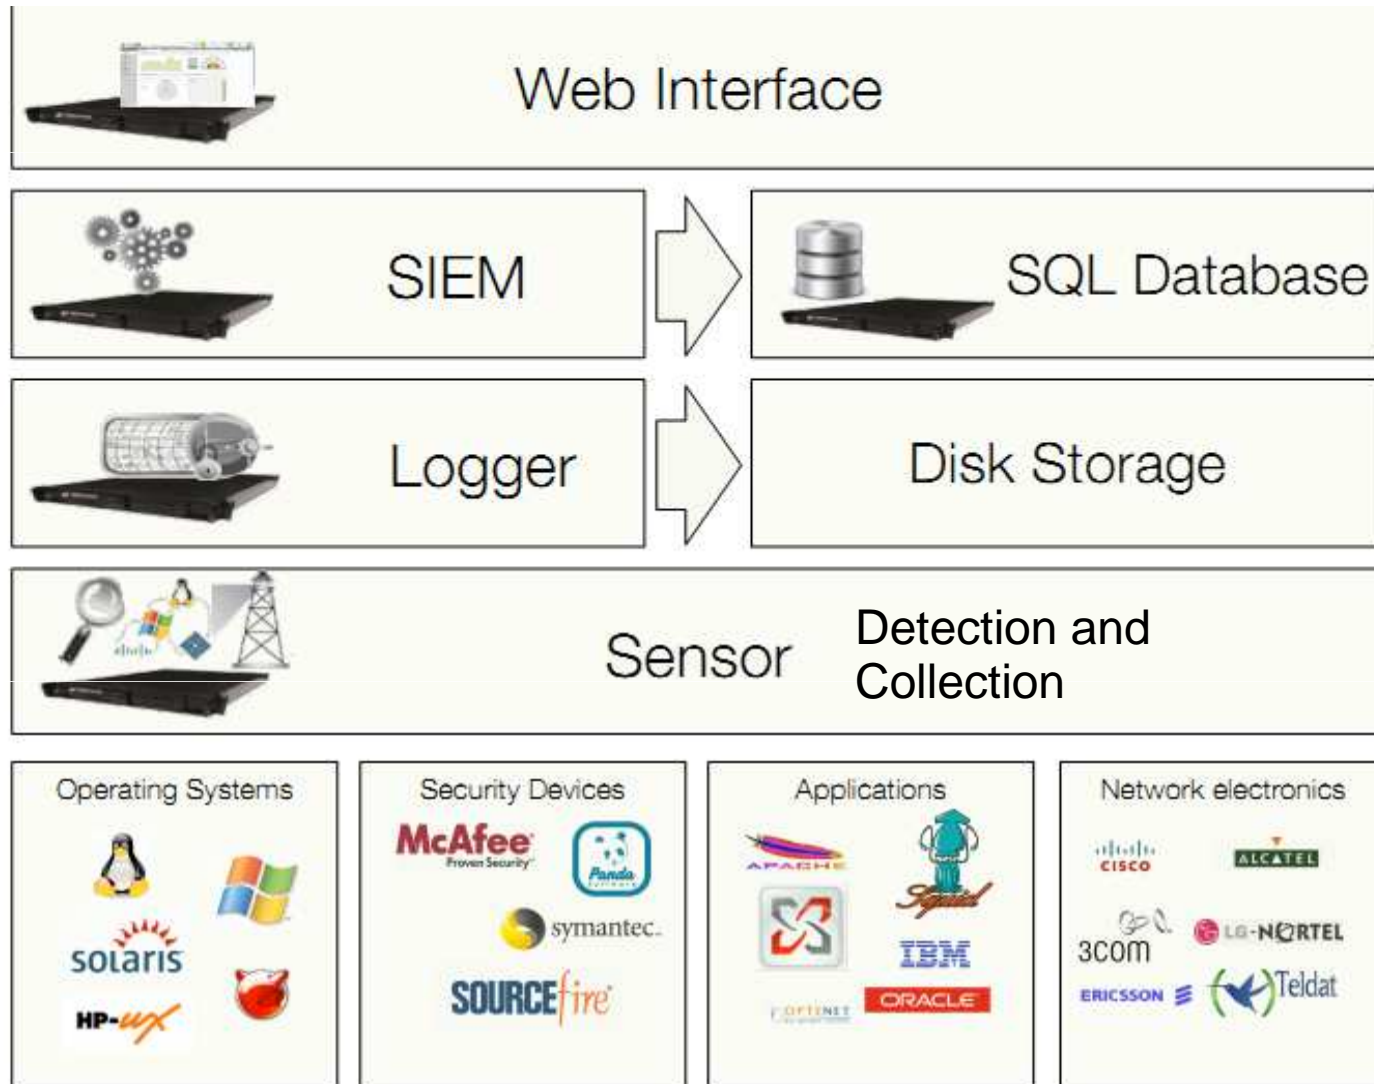 Web Interface
SIEM
SQL Database
Logger
Disk Storage
Sensor
Detection and
Collection
Operating Systems
solaris
HP-ux
Security Devices
McAfee
Proven Security
Panda
Software
symantec
SOURCEfire
Applications
APACHE
Squid
IBM
OPTENET
ORACLE
Network electronics
CISCO
ALCATEL
3com
LG-NORTEL
ERICSSON
Teldat